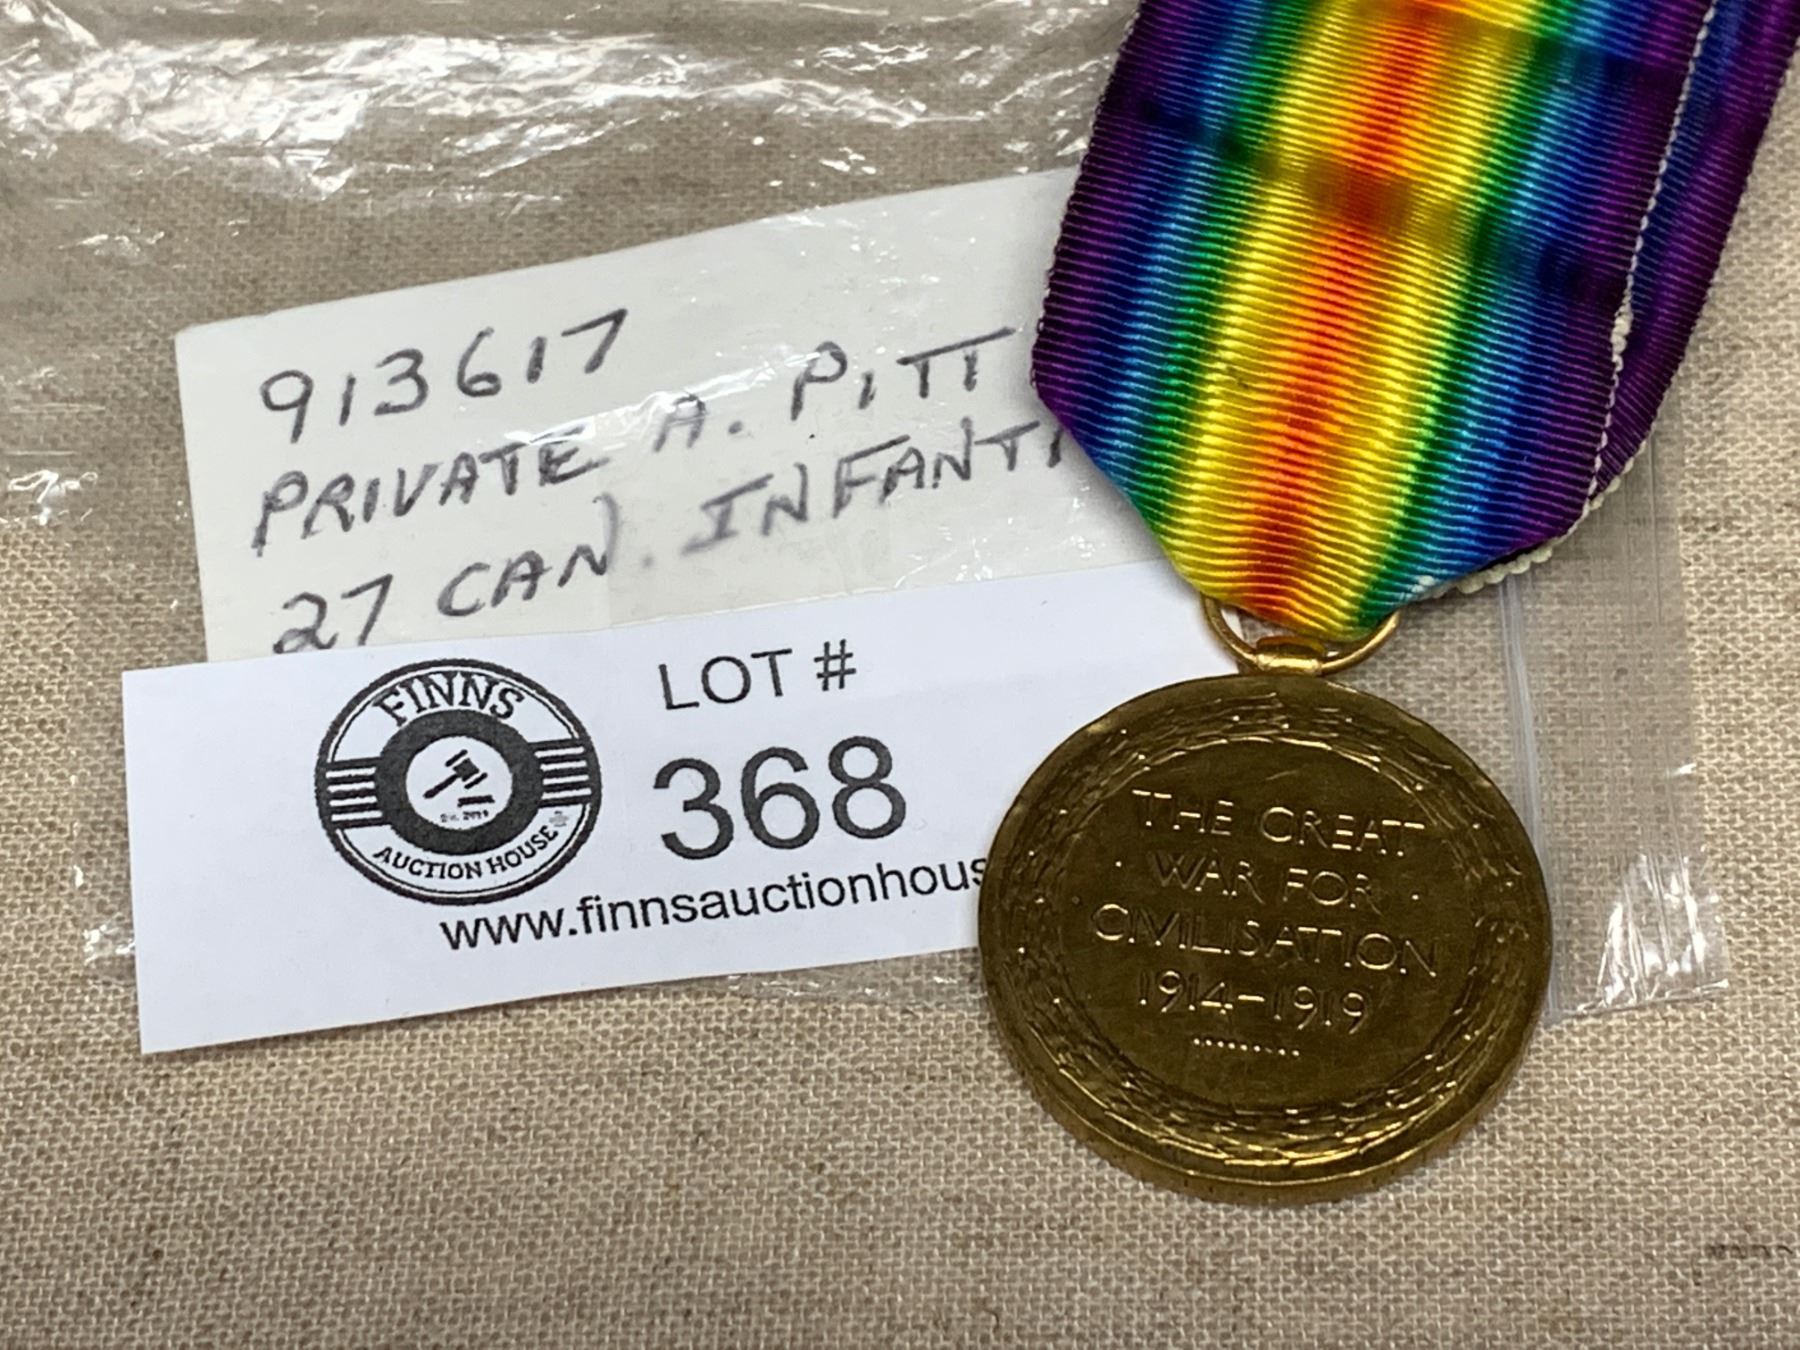 913617
PRIVATE A. PITT
27 CAN. INFANT
FINNS
AUCTION HOUSE
LOT #
368
www.finnsauctionhous
THE GREAT
WAR FOR
CIVILISATION
1914-1919